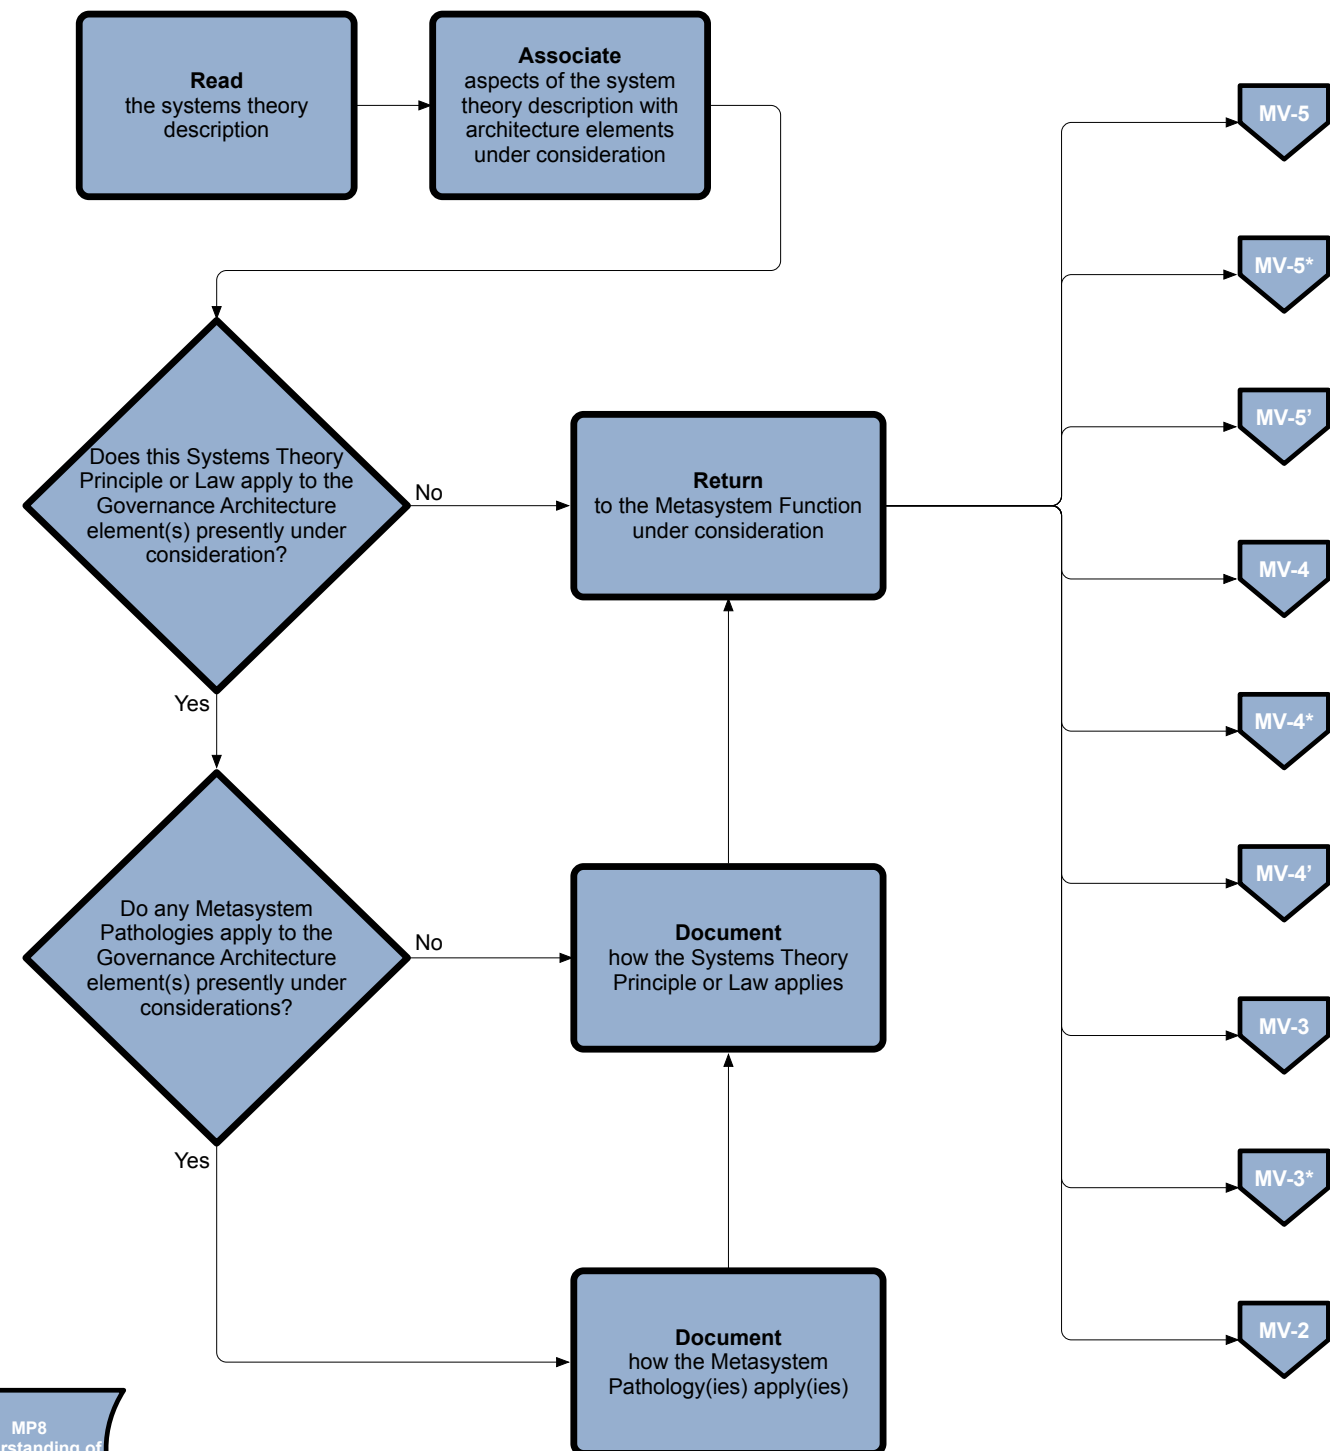 Read
the systems theory
description
Associate
aspects of the system
theory description with
architecture elements
under consideration
MV-5
MV-5*
MV-5’
Does this Systems Theory
Principle or Law apply to the
Governance Architecture
element(s) presently under
consideration?
No
Return
to the Metasystem Function
under consideration
MV-4
Yes
MV-4*
MV-4’
Do any Metasystem
Pathologies apply to the
Governance Architecture
element(s) presently under
considerations?
No
Document
how the Systems Theory
Principle or Law applies
MV-3
Yes
MV-3*
MV-2
Document
how the Metasystem
Pathology(ies) apply(ies)
MP8
of